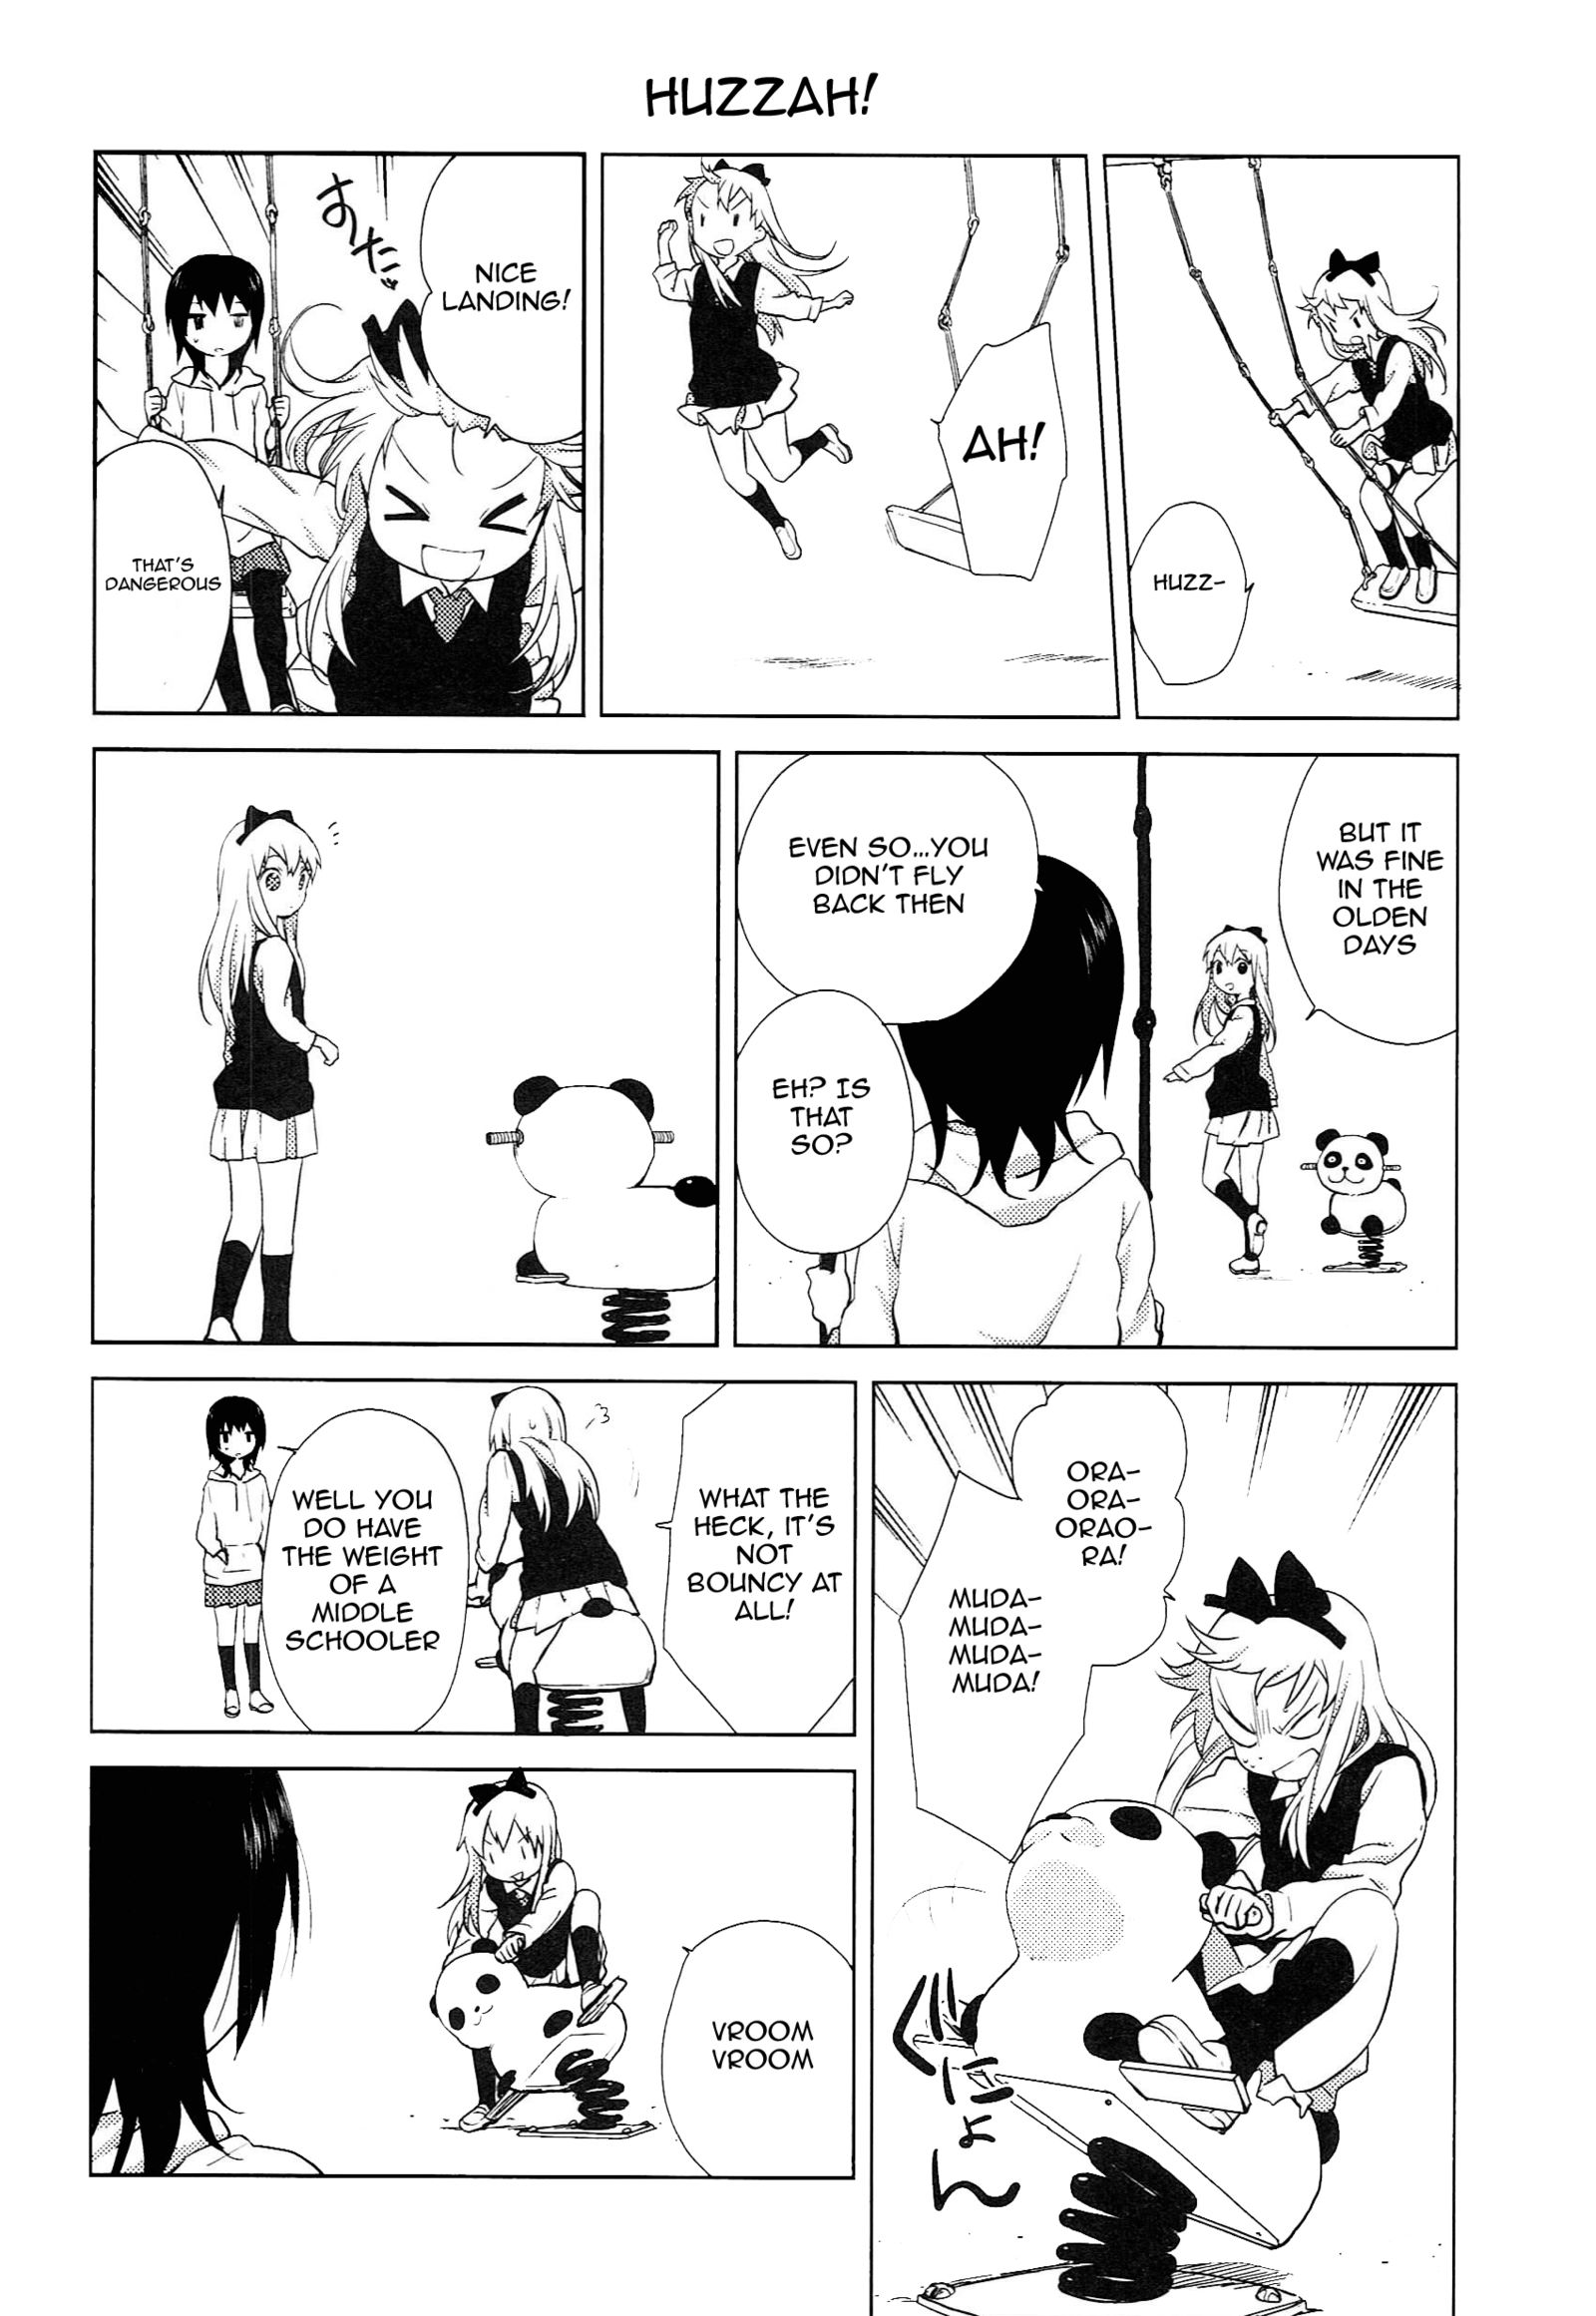 HUZZAH!
HUZZ-
AH!
NICE
LANDING!
すたっ
THAT'S
DANGEROUS
BUT IT
WAS FINE
IN THE
OLDEN
DAYS
EVEN SO...YOU
DIDN'T FLY
BACK THEN
EH? IS
THAT
SO?
ORA-
ORA-
ORAO-
RA!
MUDA-
MUDA-
MUDA-
MUDA!
ぐにょん
WHAT THE
HECK, IT'S
NOT
BOUNCY AT
ALL!
WELL YOU
DO HAVE
THE WEIGHT
OF A
MIDDLE
SCHOOLER
VROOM
VROOM